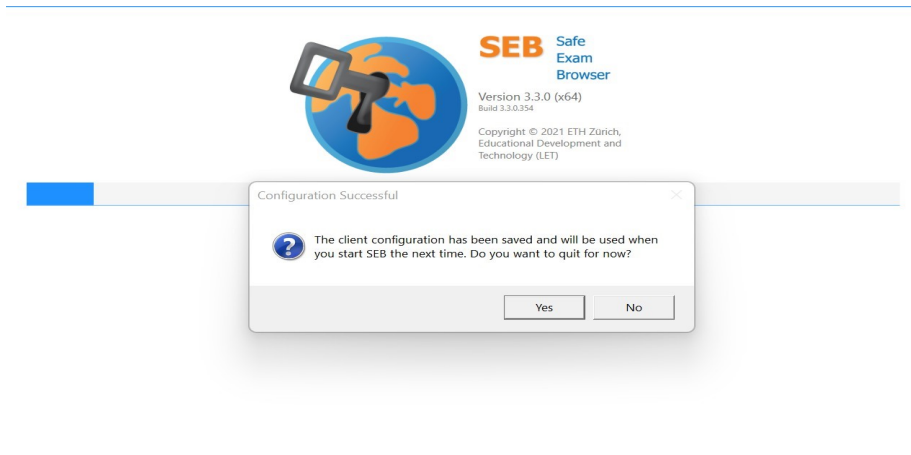 SEB Safe
Exam
Browser
Version 3.3.0 (x64)
Build 3.3.0.354
Copyright © 2021 ETH Zürich,
Educational Development and
Technology (LET)
Configuration Successful
The client configuration has been saved and will be used when
you start SEB the next time. Do you want to quit for now?
Yes No